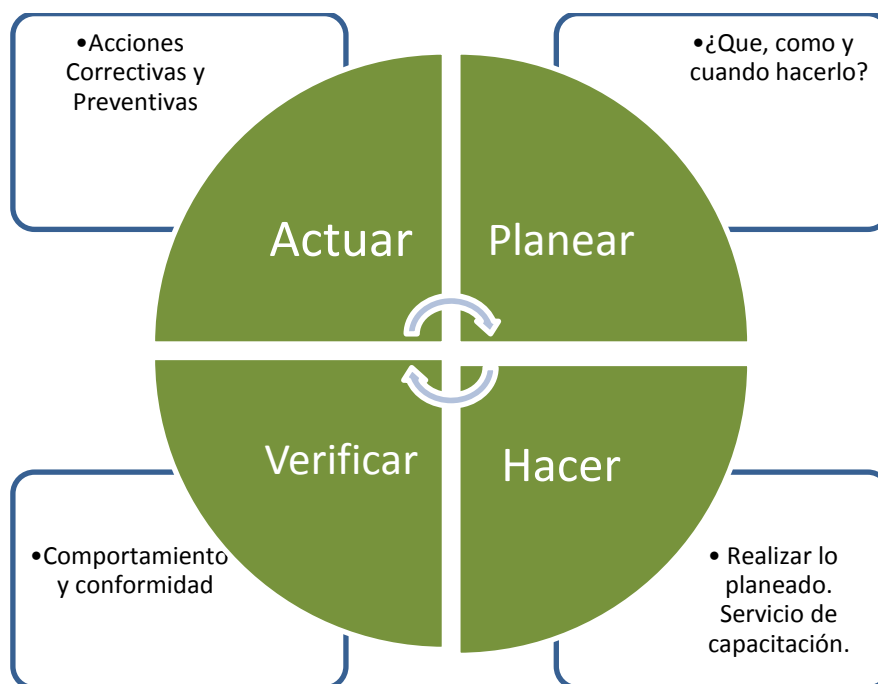 •Acciones
Correctivas y
Preventivas
•¿Que, como y
cuando hacerlo?
Actuar
Planear
Verificar
Hacer
•Comportamiento
y conformidad
• Realizar lo
planeado.
Servicio de
capacitación.